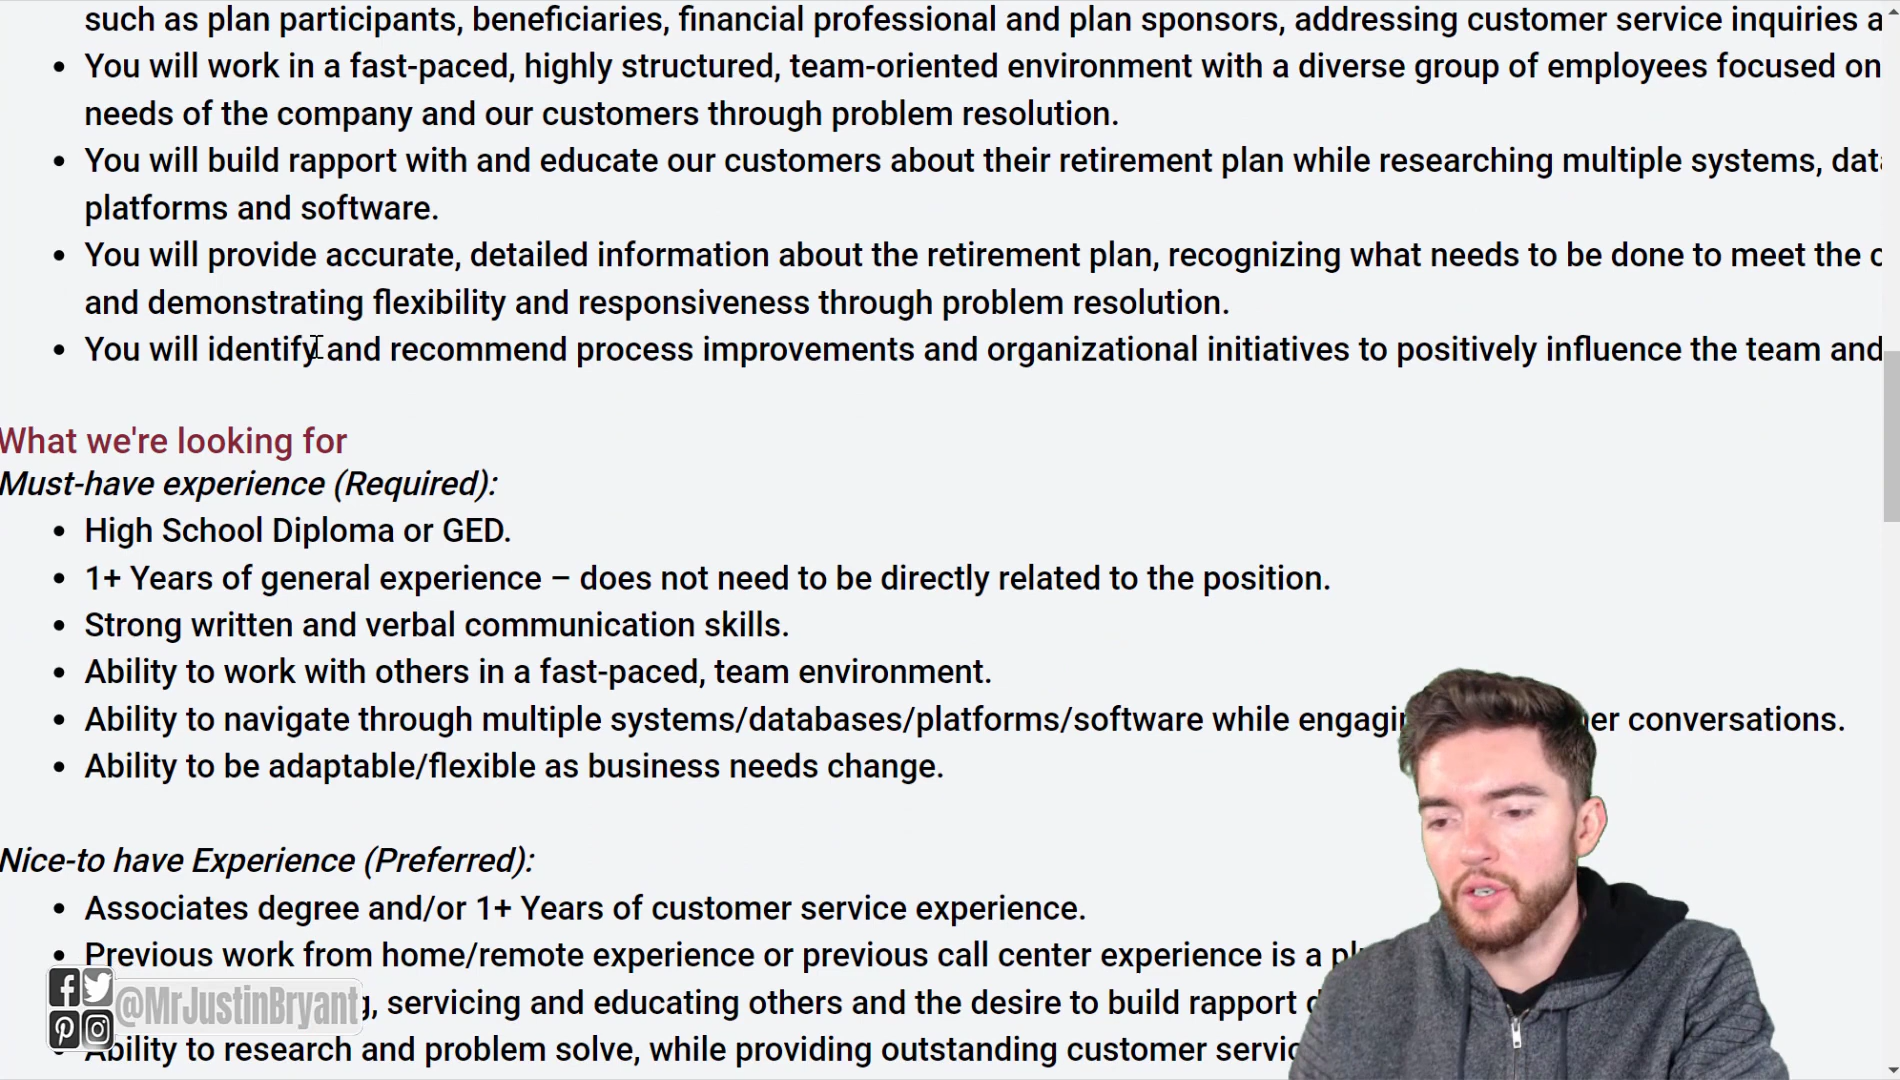 such as plan participants, beneficiaries, financial professional and plan sponsors, addressing customer service inquiries a
• You will work in a fast-paced, highly structured, team-oriented environment with a diverse group of employees focused on
needs of the company and our customers through problem resolution.
• You will build rapport with and educate our customers about their retirement plan while researching multiple systems, data
platforms and software.
• You will provide accurate, detailed information about the retirement plan, recognizing what needs to be done to meet the
and demonstrating flexibility and responsiveness through problem resolution.
• You will identify and recommend process improvements and organizational initiatives to positively influence the team and
What we're looking for
Must-have experience (Required):
• High School Diploma or GED.
• 1+ Years of general experience – does not need to be directly related to the position.
• Strong written and verbal communication skills.
• Ability to work with others in a fast-paced, team environment.
• Ability to navigate through multiple systems/databases/platforms/software while engagin er conversations.
• Ability to be adaptable/flexible as business needs change.
Nice-to have Experience (Preferred):
• Associates degree and/or 1+ Years of customer service experience.
• Previous work from home/remote experience or previous call center experience is a pl
@MrJustinBryant g, servicing and educating others and the desire to build rapport
• Ability to research and problem solve, while providing outstanding customer servic